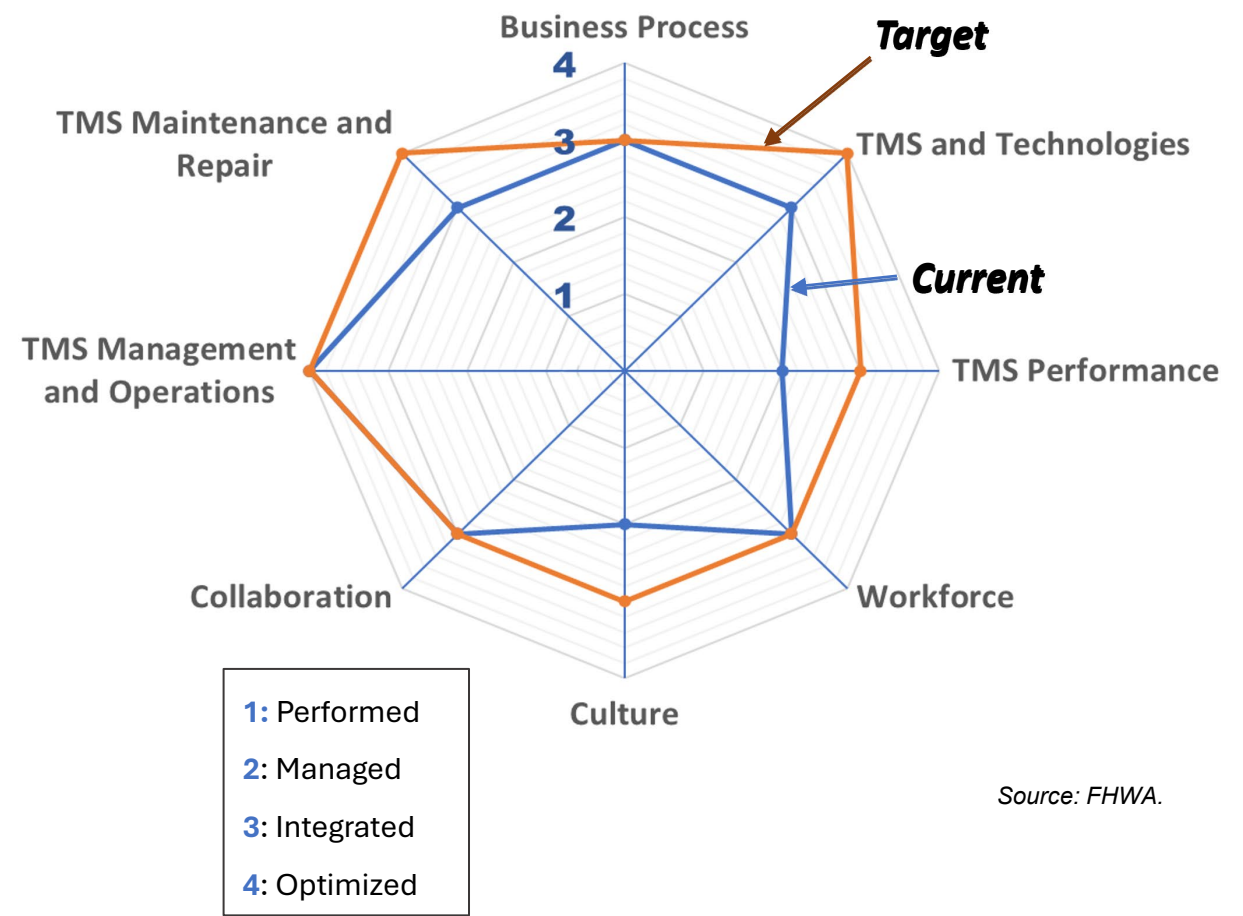 Business Process
Target
4
TMS Maintenance and
Repair
3
TMS and Technologies
2
Current
1
TMS Management
and Operations
TMS Performance
Collaboration
Workforce
Culture
1: Performed
2: Managed
3: Integrated
4: Optimized
Source: FHWA.